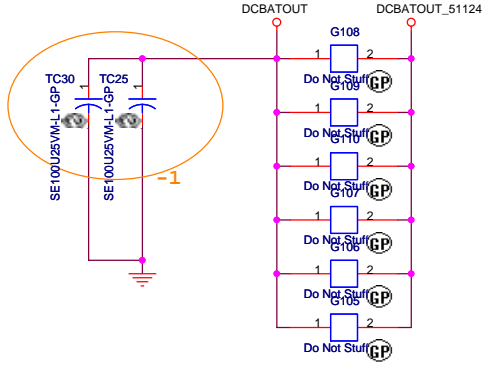 DCBATOUT
DCBATOUT_51124
G108
1
2
Do Not Stuff
GP
G109
1
2
Do Not Stuff
GP
G110
1
2
Do Not Stuff
GP
G107
1
2
Do Not Stuff
GP
G106
1
2
Do Not Stuff
GP
G105
1
2
Do Not Stuff
GP
TC30
1
SE100U25VM-L1-GP
TC25
1
SE100U25VM-L1-GP
-1